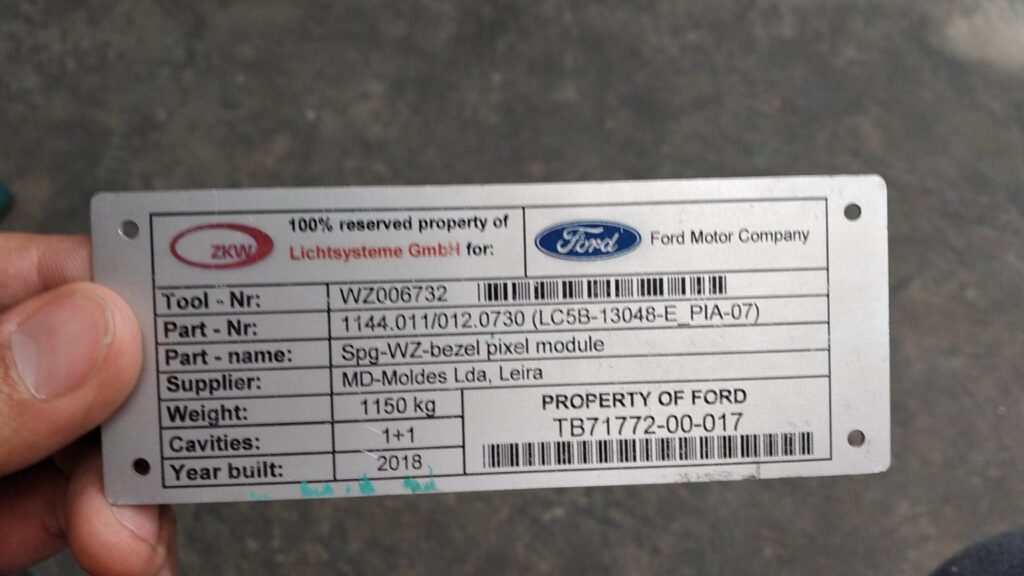 ZKW
100% reserved property of
Lichtsysteme GmbH for:
Ford
Ford Motor Company
Tool - Nr: WZ006732
Part - Nr: 1144.011/012.0730 (LC5B-13048-E_PIA-07)
Part - name: Spg-WZ-bezel pixel module
Supplier: MD-Moldes Lda, Leira
Weight: 1150 kg
Cavities: 1+1
Year built: 2018
PROPERTY OF FORD
TB71772-00-017